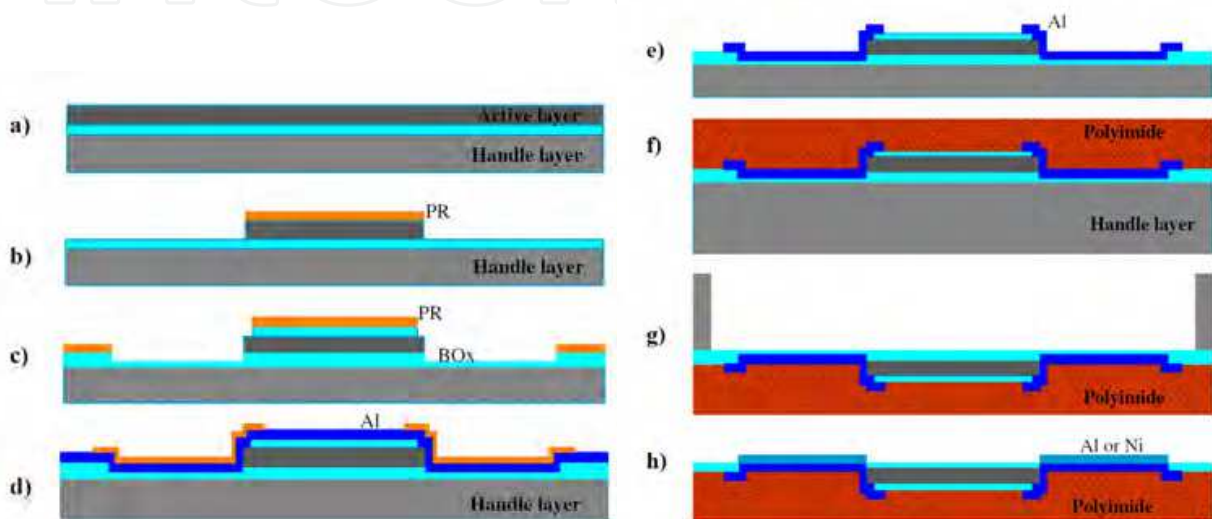 a)
Active layer
Handle layer
b)
PR
Handle layer
c)
PR
BOx
d)
Al
Handle layer
e)
Al
f)
Polyimide
Handle layer
g)
Polyimide
h)
Al or Ni
Polyimide